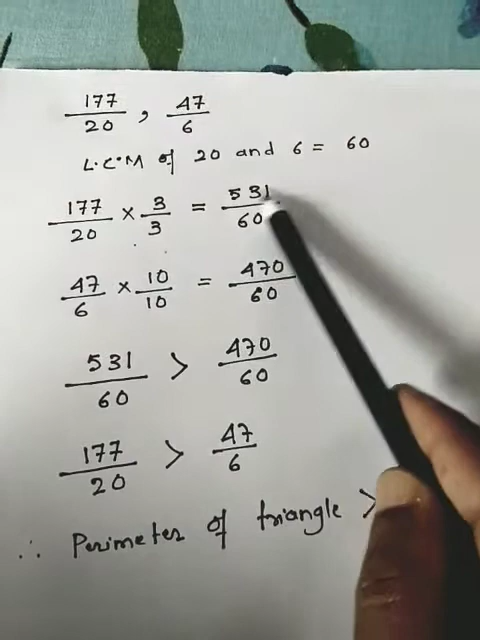 177/20 , 47/6
L.C.M of 20 and 6 = 60
177/20 × 3/3 = 531/60
47/6 × 10/10 = 470/60
531/60 > 470/60
177/20 > 47/6
∴ Perimeter of triangle >